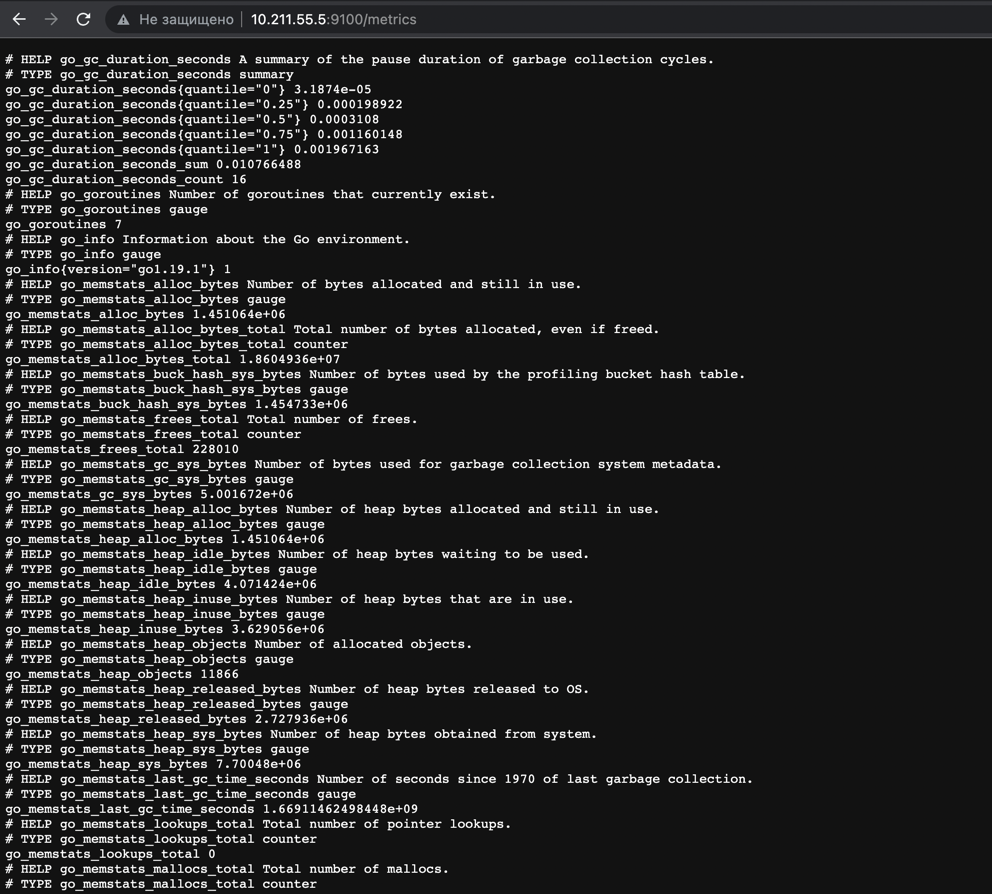 Не защищено 10.211.55.5:9100/metrics
# HELP go_gc_duration_seconds A summary of the pause duration of garbage collection cycles.
# TYPE go_gc_duration_seconds summary
go_gc_duration_seconds{quantile="0"} 3.1874e-05
go_gc_duration_seconds{quantile="0.25"} 0.000198922
go_gc_duration_seconds{quantile="0.5"} 0.0003108
go_gc_duration_seconds{quantile="0.75"} 0.001160148
go_gc_duration_seconds{quantile="1"} 0.001967163
go_gc_duration_seconds_sum 0.010766488
go_gc_duration_seconds_count 16
# HELP go_goroutines Number of goroutines that currently exist.
# TYPE go_goroutines gauge
go_goroutines 7
# HELP go_info Information about the Go environment.
# TYPE go_info gauge
go_info{version="go1.19.1"} 1
# HELP go_memstats_alloc_bytes Number of bytes allocated and still in use.
# TYPE go_memstats_alloc_bytes gauge
go_memstats_alloc_bytes 1.451064e+06
# HELP go_memstats_alloc_bytes_total Total number of bytes allocated, even if freed.
# TYPE go_memstats_alloc_bytes_total counter
go_memstats_alloc_bytes_total 1.8604936e+07
# HELP go_memstats_buck_hash_sys_bytes Number of bytes used by the profiling bucket hash table.
# TYPE go_memstats_buck_hash_sys_bytes gauge
go_memstats_buck_hash_sys_bytes 1.454733e+06
# HELP go_memstats_frees_total Total number of frees.
# TYPE go_memstats_frees_total counter
go_memstats_frees_total 228010
# HELP go_memstats_gc_sys_bytes Number of bytes used for garbage collection system metadata.
# TYPE go_memstats_gc_sys_bytes gauge
go_memstats_gc_sys_bytes 5.001672e+06
# HELP go_memstats_heap_alloc_bytes Number of heap bytes allocated and still in use.
# TYPE go_memstats_heap_alloc_bytes gauge
go_memstats_heap_alloc_bytes 1.451064e+06
# HELP go_memstats_heap_idle_bytes Number of heap bytes waiting to be used.
# TYPE go_memstats_heap_idle_bytes gauge
go_memstats_heap_idle_bytes 4.071424e+06
# HELP go_memstats_heap_inuse_bytes Number of heap bytes that are in use.
# TYPE go_memstats_heap_inuse_bytes gauge
go_memstats_heap_inuse_bytes 3.629056e+06
# HELP go_memstats_heap_objects Number of allocated objects.
# TYPE go_memstats_heap_objects gauge
go_memstats_heap_objects 11866
# HELP go_memstats_heap_released_bytes Number of heap bytes released to OS.
# TYPE go_memstats_heap_released_bytes gauge
go_memstats_heap_released_bytes 2.727936e+06
# HELP go_memstats_heap_sys_bytes Number of heap bytes obtained from system.
# TYPE go_memstats_heap_sys_bytes gauge
go_memstats_heap_sys_bytes 7.70048e+06
# HELP go_memstats_last_gc_time_seconds Number of seconds since 1970 of last garbage collection.
# TYPE go_memstats_last_gc_time_seconds gauge
go_memstats_last_gc_time_seconds 1.66911462498448e+09
# HELP go_memstats_lookups_total Total number of pointer lookups.
# TYPE go_memstats_lookups_total counter
go_memstats_lookups_total 0
# HELP go_memstats_mallocs_total Total number of mallocs.
# TYPE go_memstats_mallocs_total counter